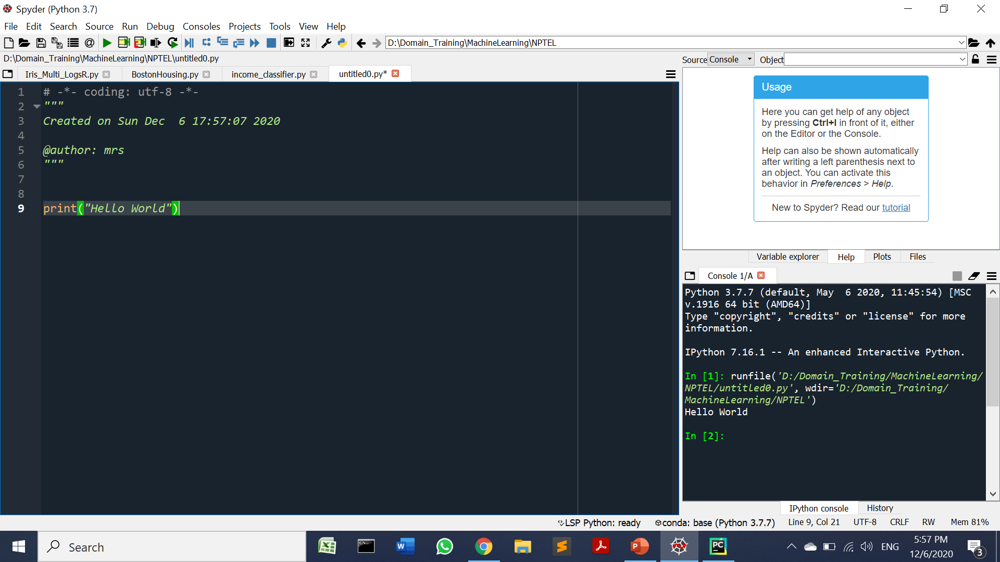 Spyder (Python 3.7)
File Edit Search Source Run Debug Consoles Projects Tools View Help
D:\Domain_Training\MachineLearning\NPTEL
D:\Domain_Training\MachineLearning\NPTEL\untitled0.py
Iris_Multi_LogsR.py BostonHousing.py income_classifier.py untitled0.py*
1 # -*- coding: utf-8 -*-
2 """
3 Created on Sun Dec  6 17:57:07 2020
4
5 @author: mrs
6 """
7
8
9 print("Hello World")
Source Console Object
Usage
Here you can get help of any object
by pressing Ctrl+I in front of it, either
on the Editor or the Console.
Help can also be shown automatically
after writing a left parenthesis next to
an object. You can activate this
behavior in Preferences > Help.
New to Spyder? Read our tutorial
Variable explorer Help Plots Files
Console 1/A
Python 3.7.7 (default, May  6 2020, 11:45:54) [MSC
v.1916 64 bit (AMD64)]
Type "copyright", "credits" or "license" for more
information.
IPython 7.16.1 -- An enhanced Interactive Python.
In [1]: runfile('D:/Domain_Training/MachineLearning/
NPTEL/untitled0.py', wdir='D:/Domain_Training/
MachineLearning/NPTEL')
Hello World
In [2]:
IPython console History
LSP Python: ready conda: base (Python 3.7.7) Line 9, Col 21 UTF-8 CRLF RW Mem 81%
Search
ENG
5:57 PM
12/6/2020
3